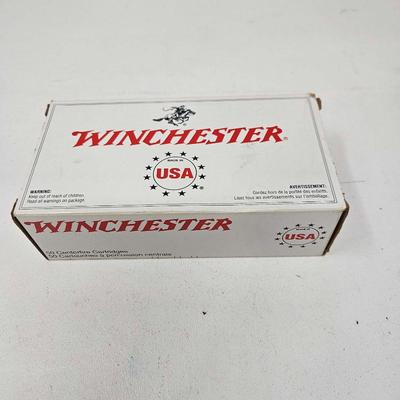 WINCHESTER®
MADE IN
USA
WARNING:
Keep out of reach of children.
Read all warnings on package.
AVERTISSEMENT:
Gardez hors de la portée des enfants.
Lisez tous les avertissements sur l'emballage.
WINCHESTER
50 Centerfire Cartridges
50 Cartouches à percussion centrale
MADE IN
USA